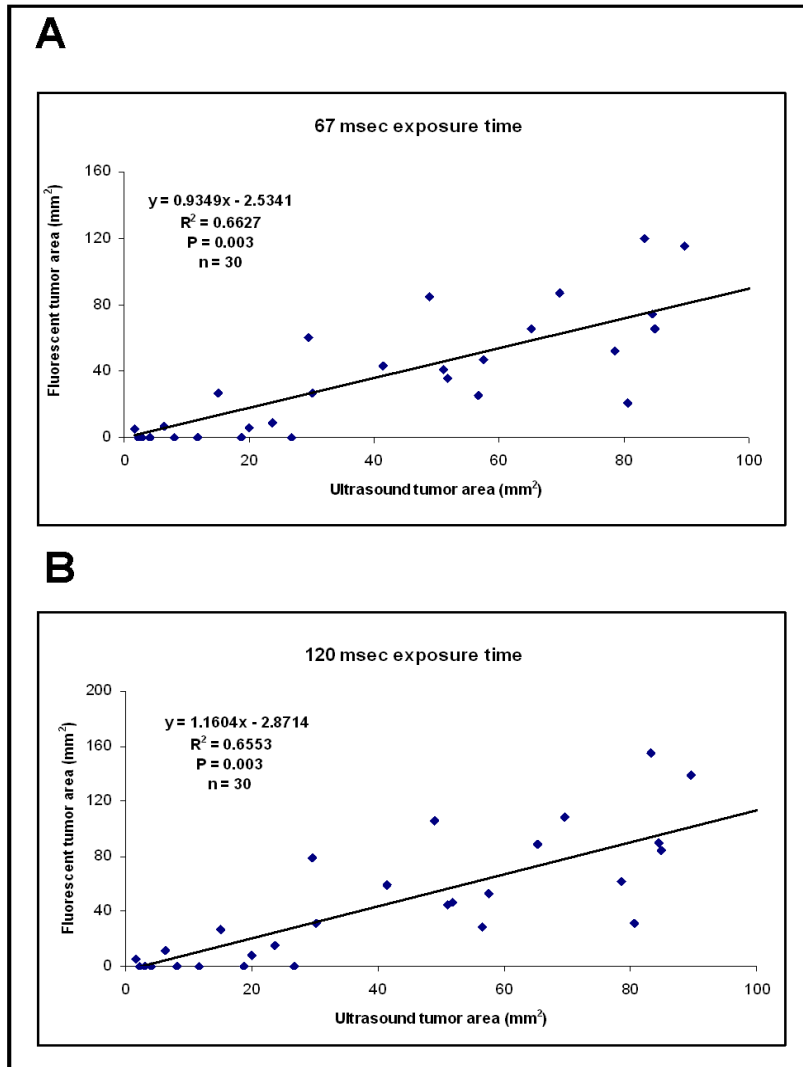 A
67 msec exposure time
160
120
80
40
0
Fluorescent tumor area (mm²)
y = 0.9349x - 2.5341
R² = 0.6627
P = 0.003
n = 30
0 20 40 60 80 100
Ultrasound tumor area (mm²)
B
120 msec exposure time
200
160
120
80
40
0
Fluorescent tumor area (mm²)
y = 1.1604x - 2.8714
R² = 0.6553
P = 0.003
n = 30
0 20 40 60 80 100
Ultrasound tumor area (mm²)